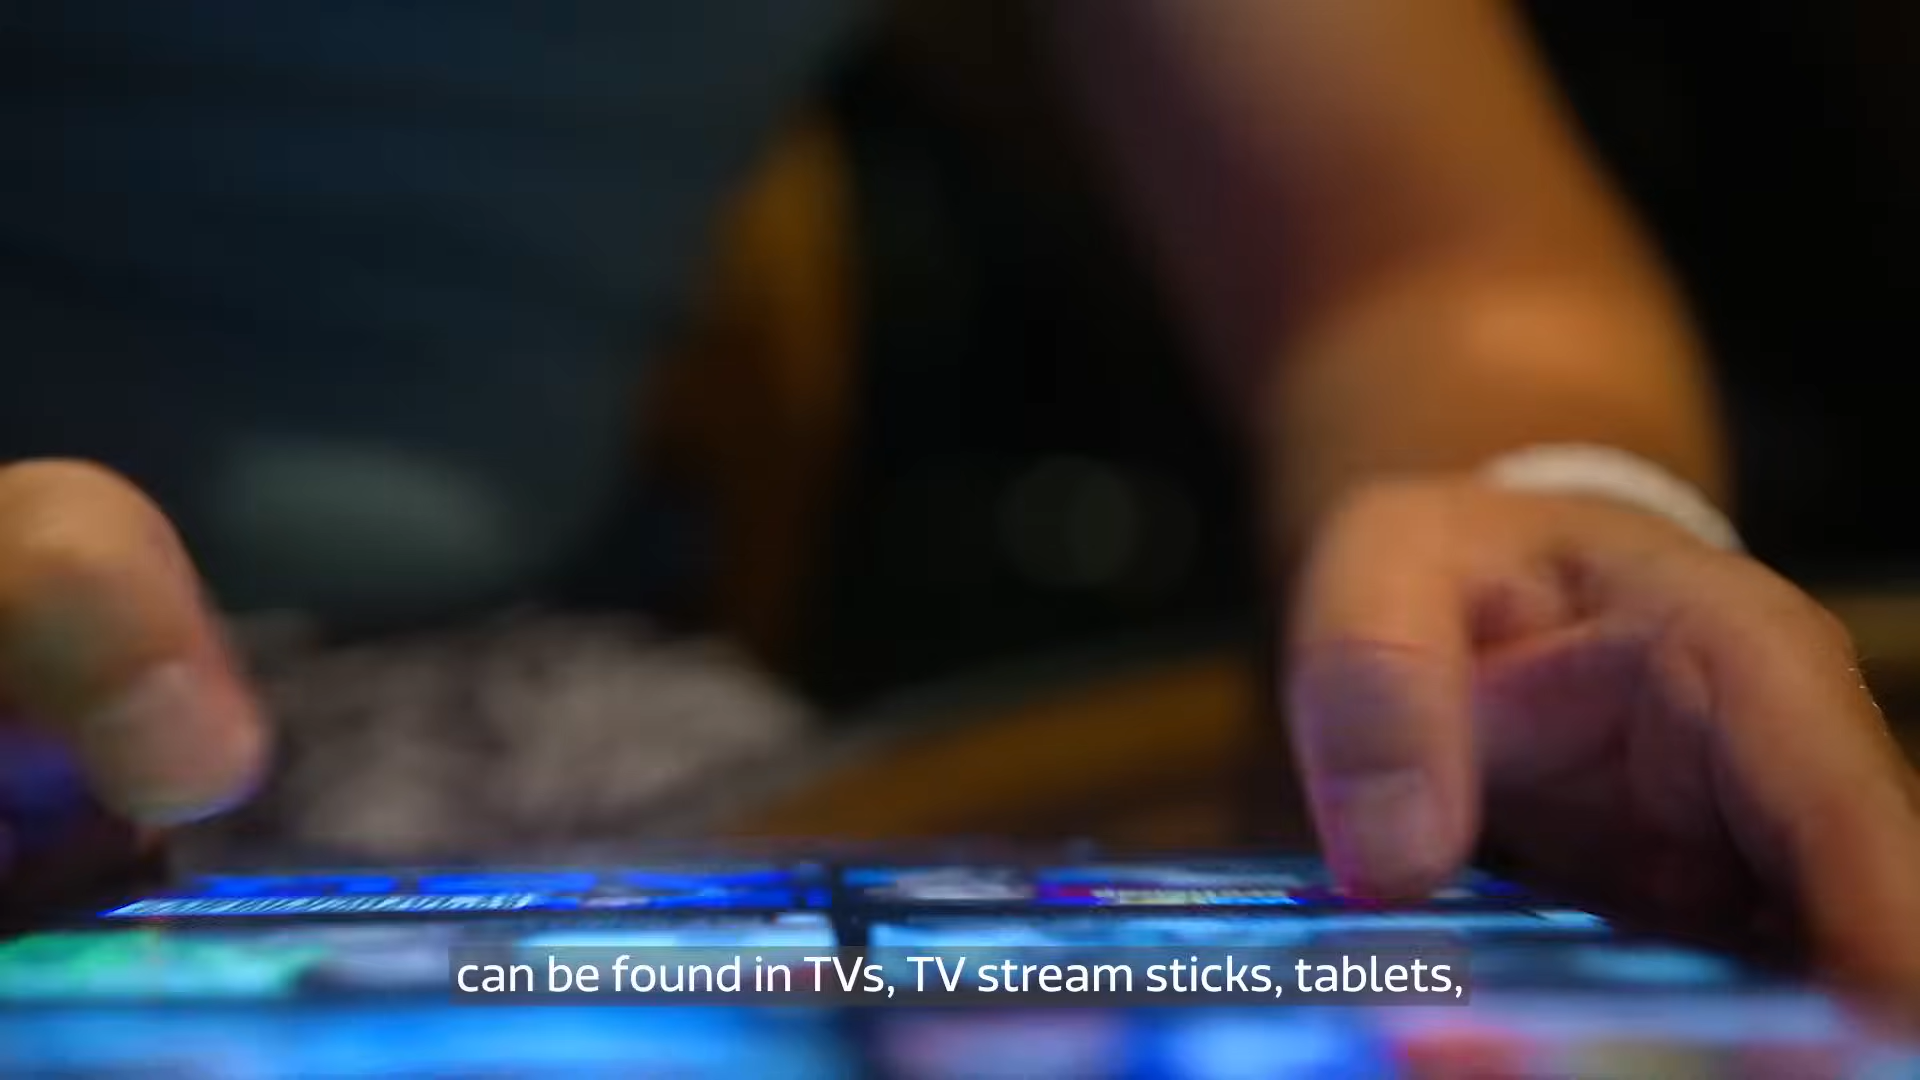 can be found in TVs, TV stream sticks, tablets,